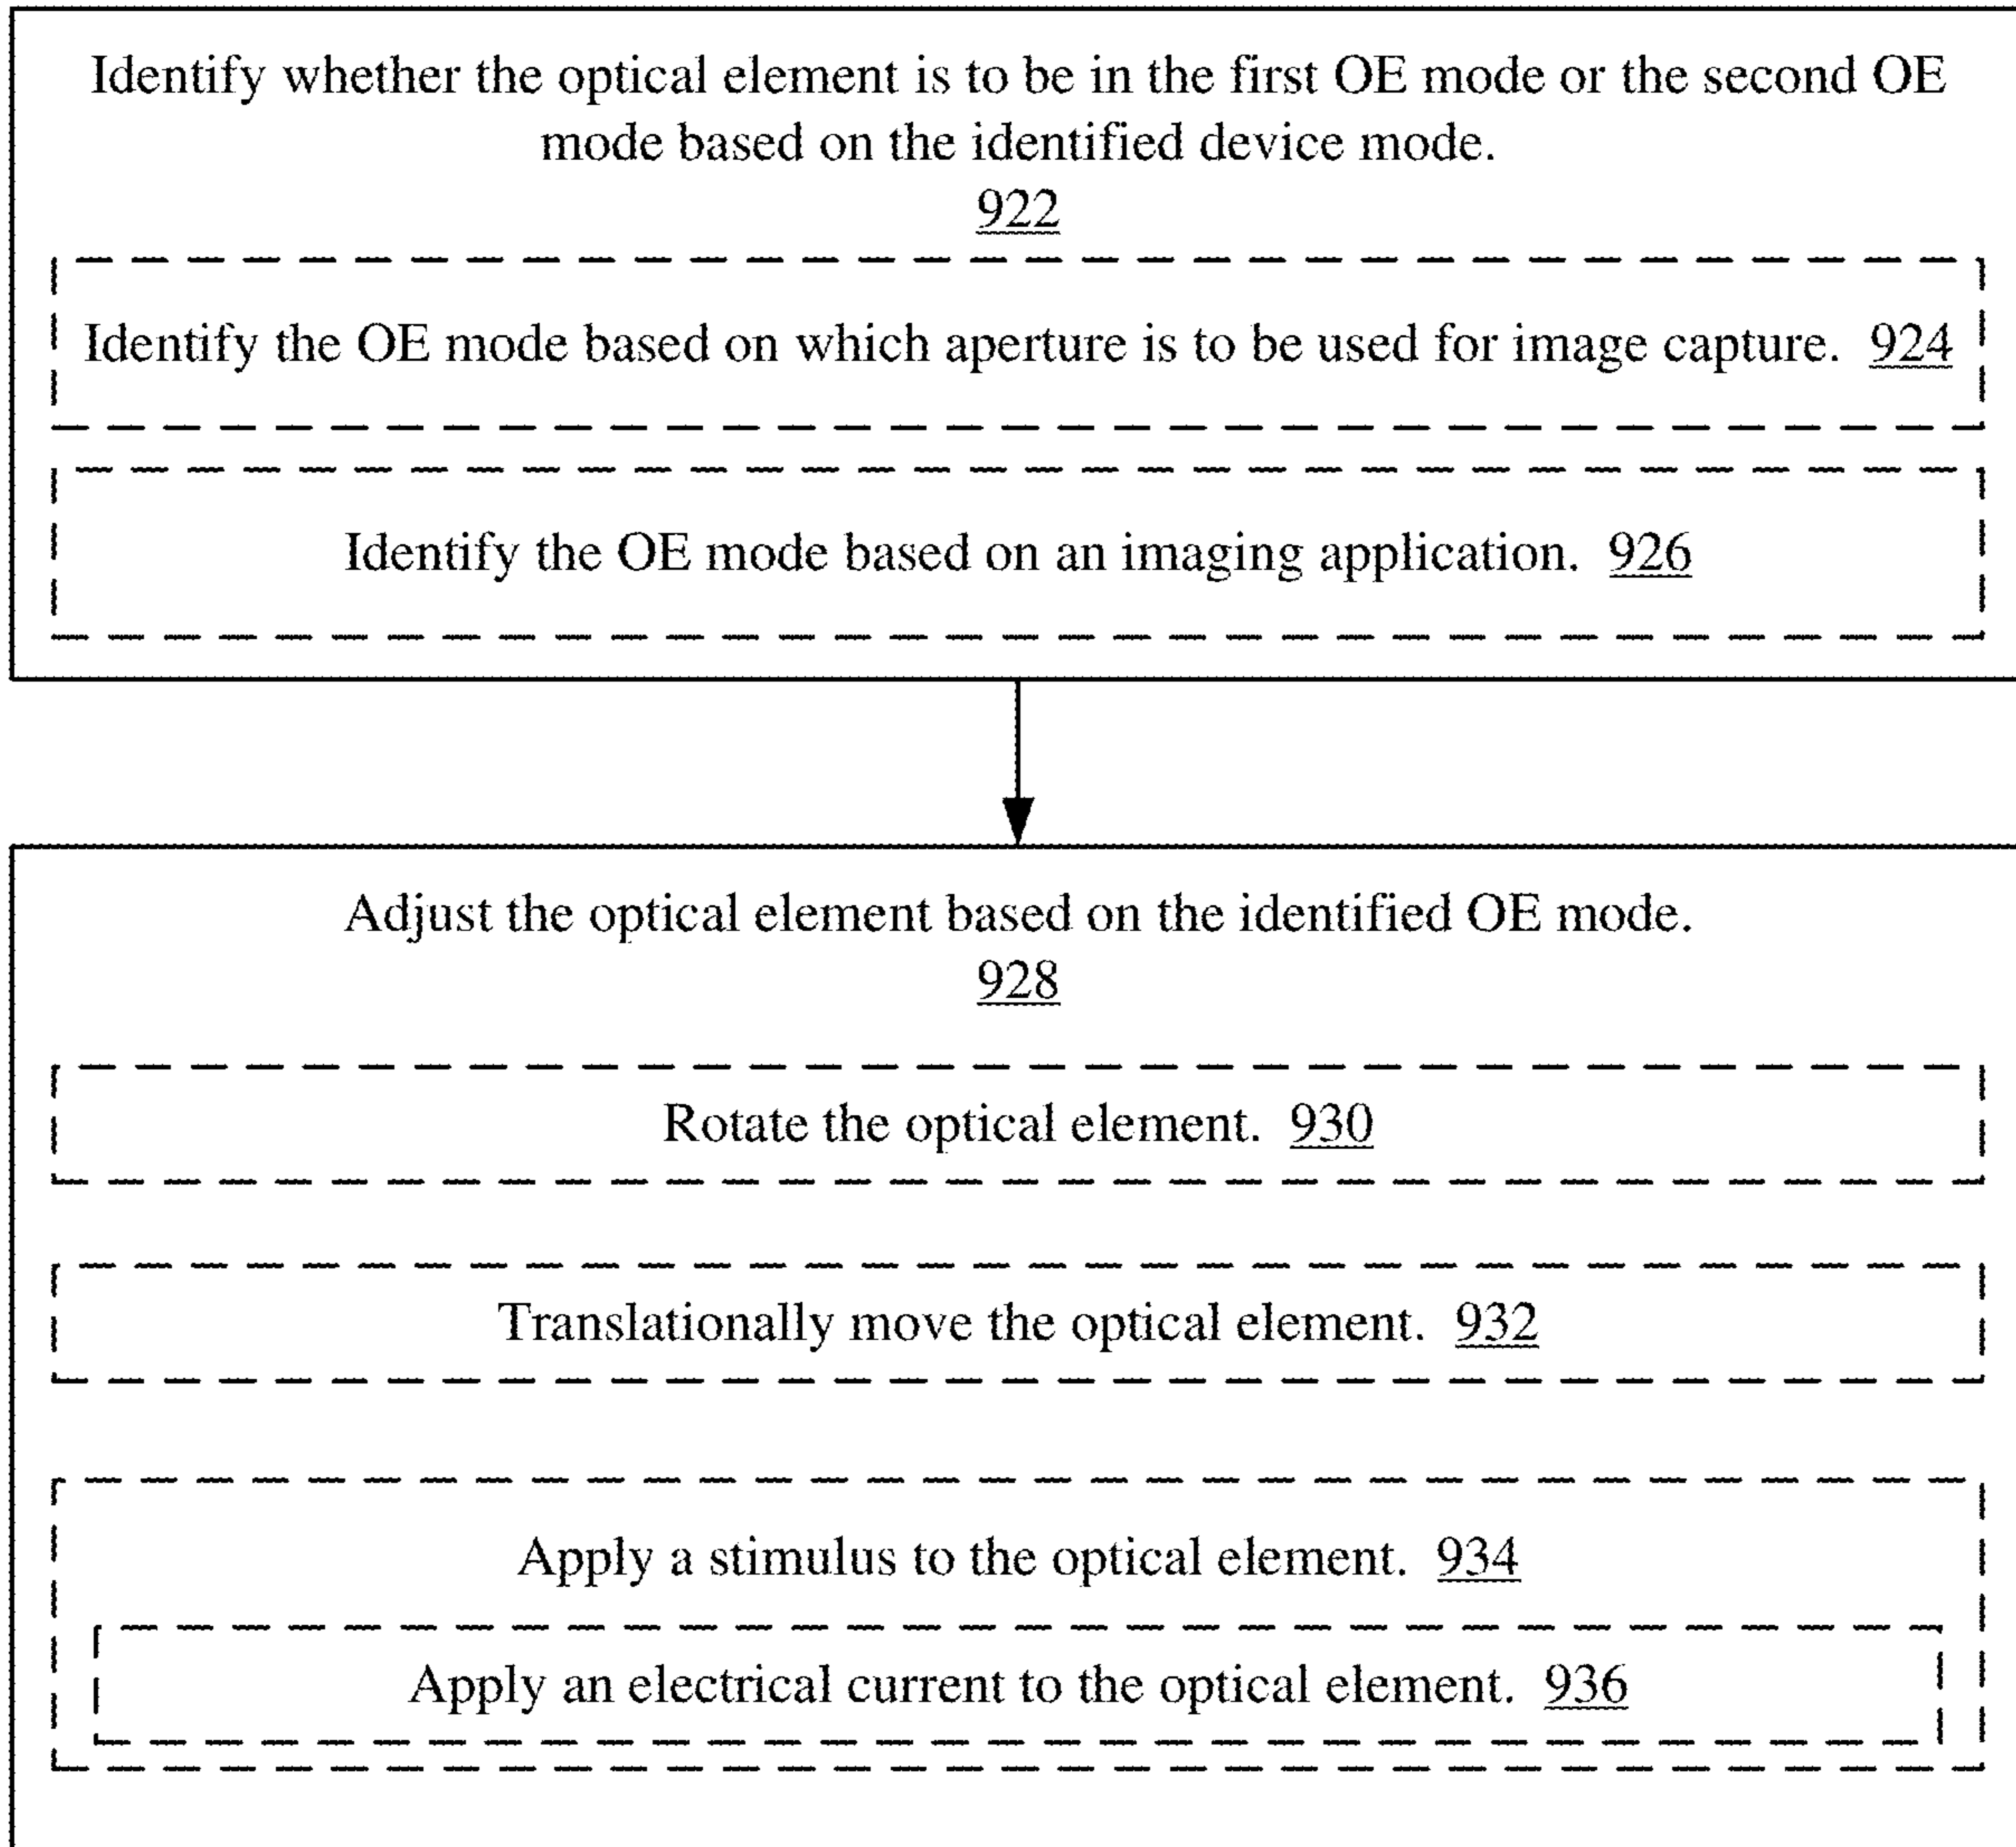 Identify whether the optical element is to be in the first OE mode or the second OE
mode based on the identified device mode.
922
Identify the OE mode based on which aperture is to be used for image capture. 924
Identify the OE mode based on an imaging application. 926
Adjust the optical element based on the identified OE mode.
928
Rotate the optical element. 930
Translationally move the optical element. 932
Apply a stimulus to the optical element. 934
Apply an electrical current to the optical element. 936